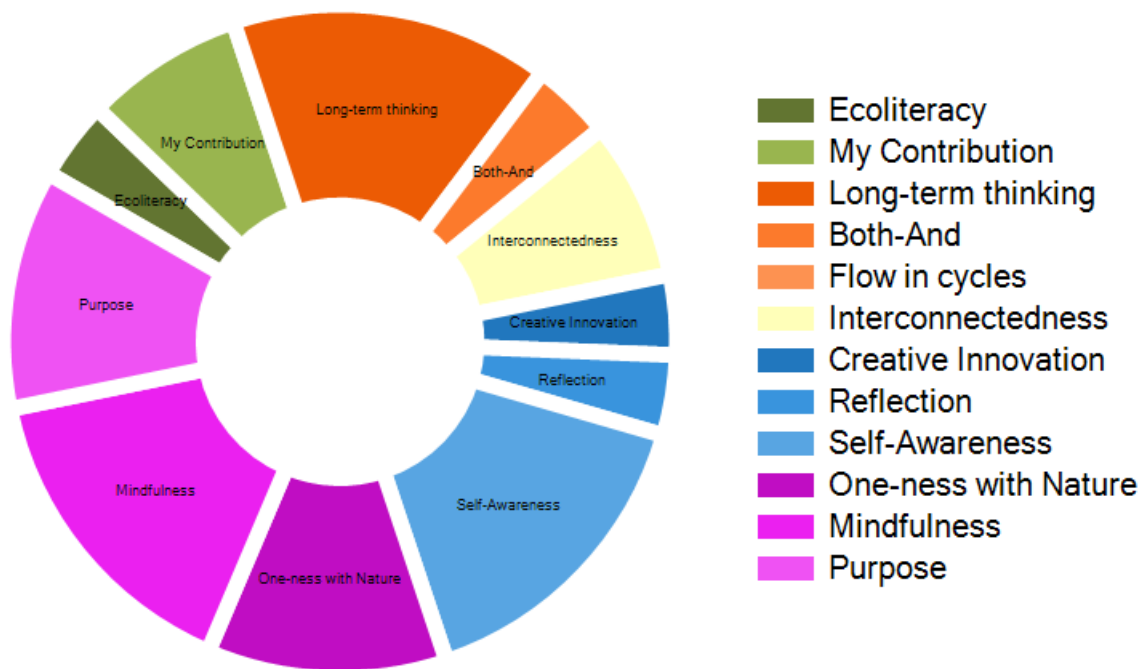 Long-term thinking
My Contribution
Both-And
Ecoliteracy
Interconnectedness
Purpose
Creative Innovation
Reflection
Mindfulness
Self-Awareness
One-ness with Nature
Ecoliteracy
My Contribution
Long-term thinking
Both-And
Flow in cycles
Interconnectedness
Creative Innovation
Reflection
Self-Awareness
One-ness with Nature
Mindfulness
Purpose